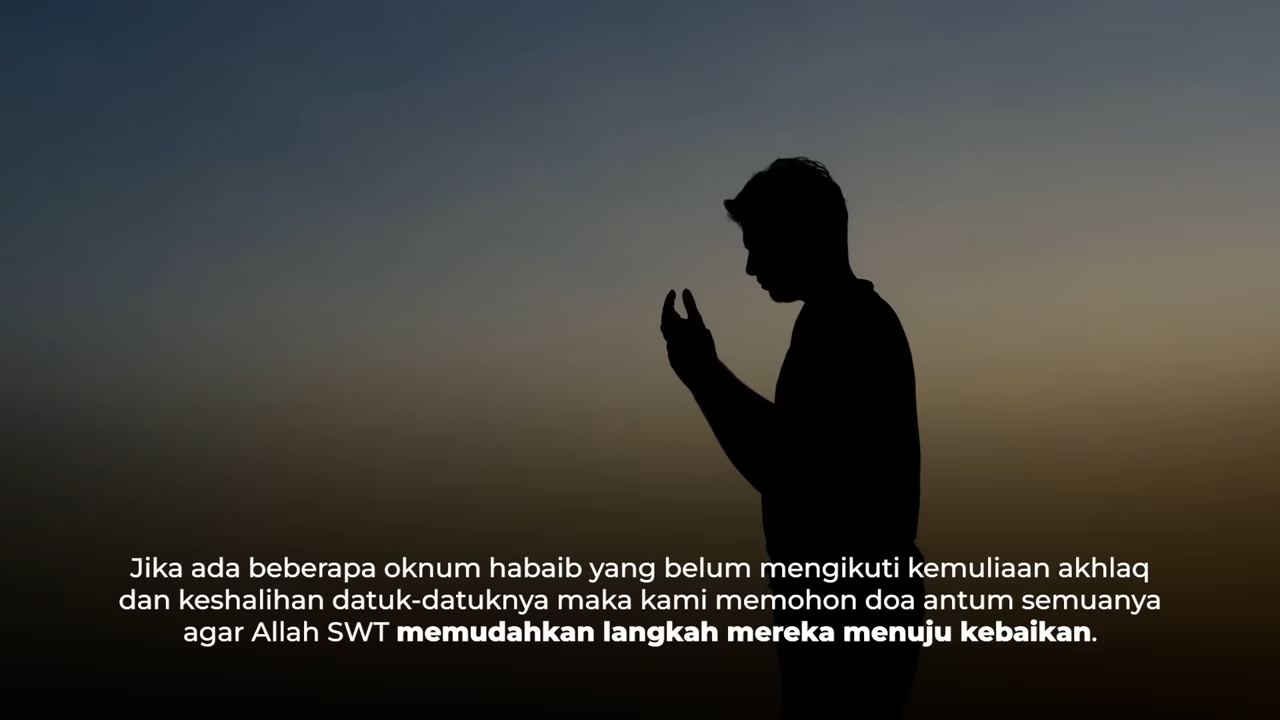 Jika ada beberapa oknum habaib yang belum mengikuti kemuliaan akhlaq
dan keshalihan datuk-datuknya maka kami memohon doa antum semuanya
agar Allah SWT memudahkan langkah mereka menuju kebaikan.